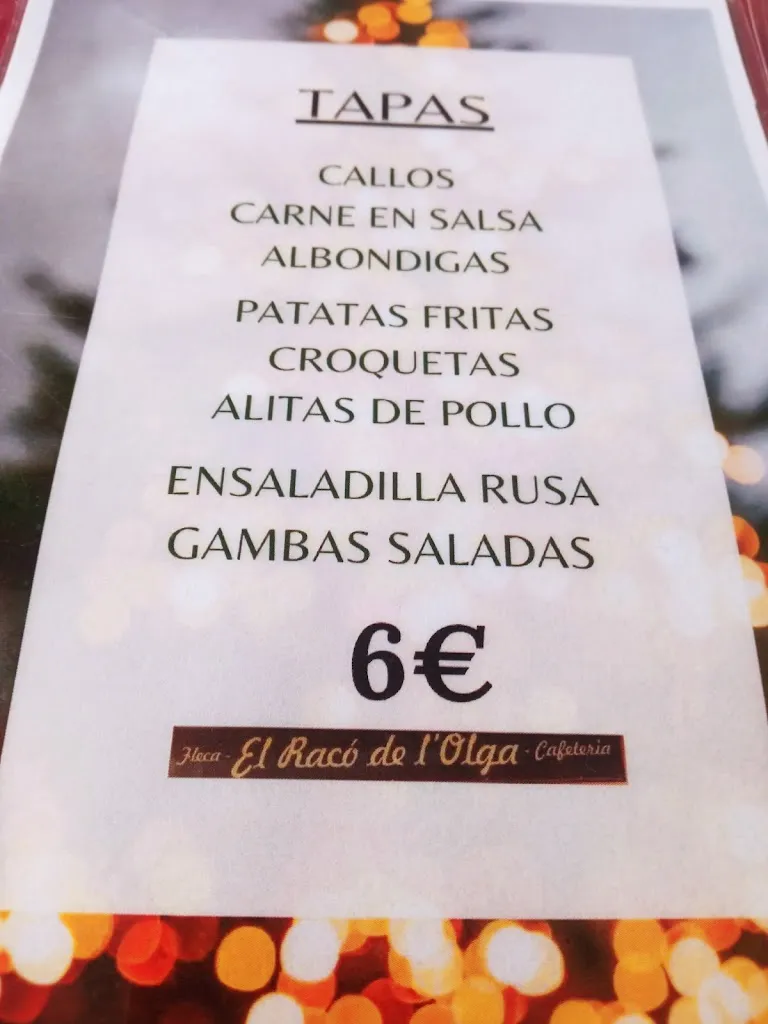 TAPAS
CALLOS
CARNE EN SALSA
ALBONDIGAS
PATATAS FRITAS
CROQUETAS
ALITAS DE POLLO
ENSALADILLA RUSA
GAMBAS SALADAS
6€
Fleca - El Racó de l'Olga - Cafeteria